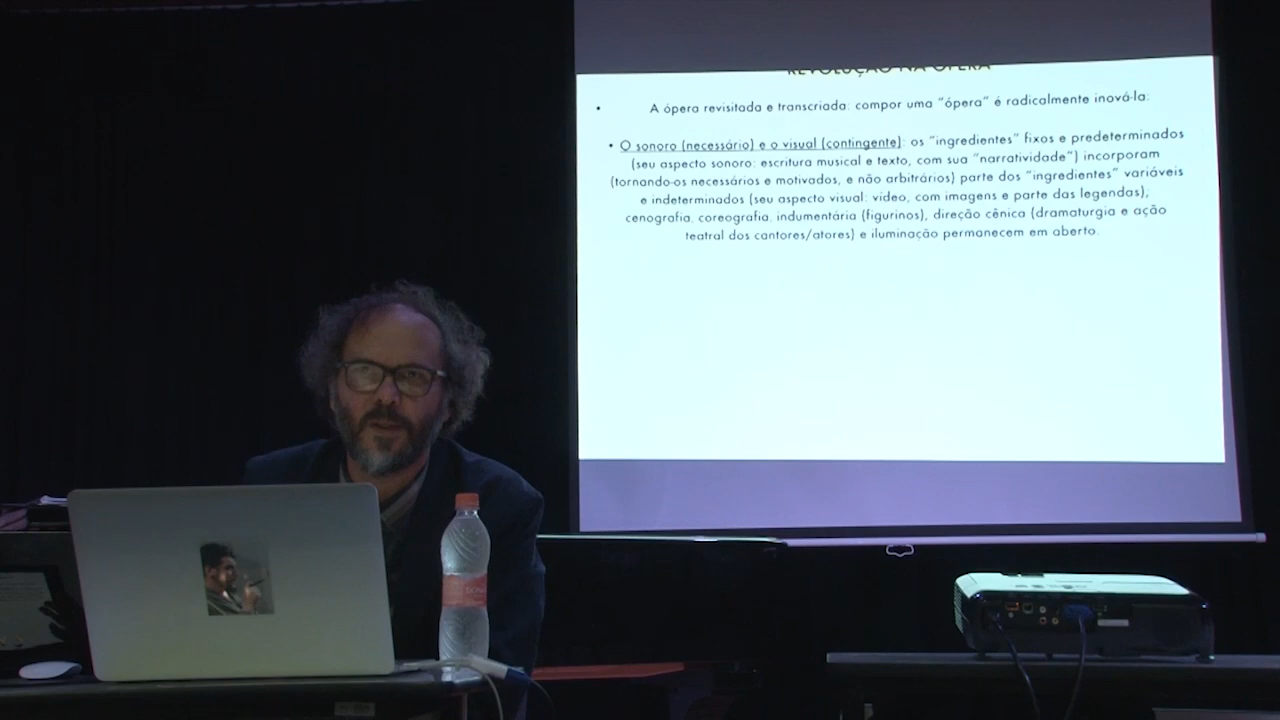 REVOLUÇÃO NA ÓPERA
• A ópera revisitada e transcriada: compor uma "ópera" é radicalmente inová-la:
• O sonoro (necessário) e o visual (contingente): os "ingredientes" fixos e predeterminados
(seu aspecto sonoro: escritura musical e texto, com sua "narratividade") incorporam
(tornando-os necessários e motivados, e não arbitrários) parte dos "ingredientes" variáveis
e indeterminados (seu aspecto visual: vídeo, com imagens e parte das legendas);
cenografia, coreografia, indumentária (figurinos), direção cênica (dramaturgia e ação
teatral dos cantores/atores) e iluminação permanecem em aberto.